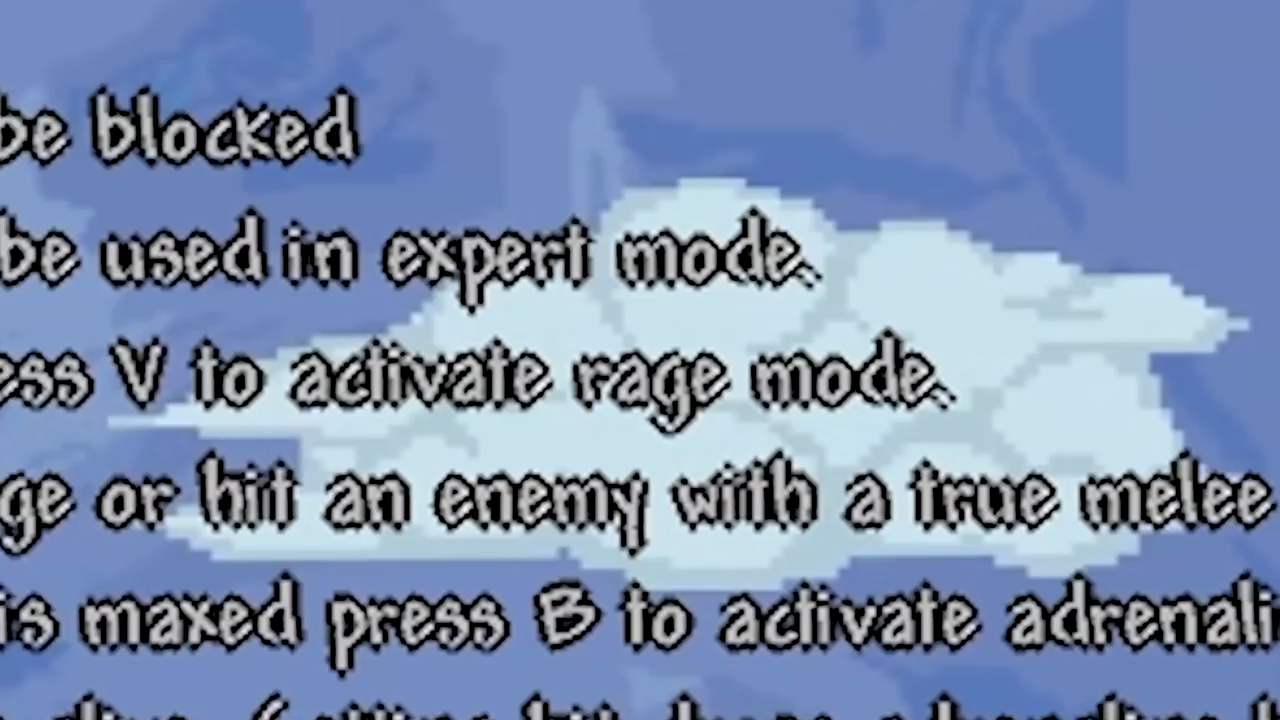 be blocked
be used in expert mode.
ess V to activate rage mode.
ge or hit an enemy with a true melee
is maxed press B to activate adrenali